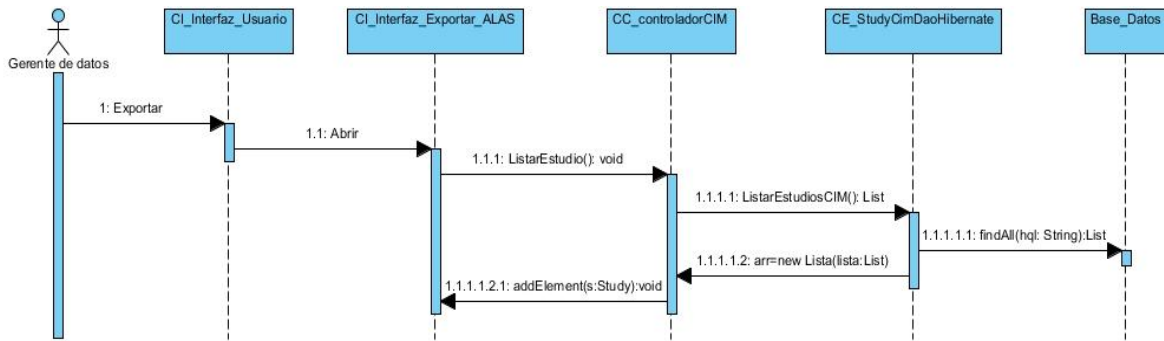 CI_Interfaz_Usuario
CI_Interfaz_Exportar_ALAS
CC_controladorCIM
CE_StudyCimDaoHibernate
Base_Datos
Gerente de datos
1: Exportar
1.1: Abrir
1.1.1: ListarEstudio(): void
1.1.1.1: ListarEstudiosCIM(): List
1.1.1.1.1: findAll(hql: String):List
1.1.1.1.2: arr=new Lista(lista:List)
1.1.1.1.2.1: addElement(s:Study):void